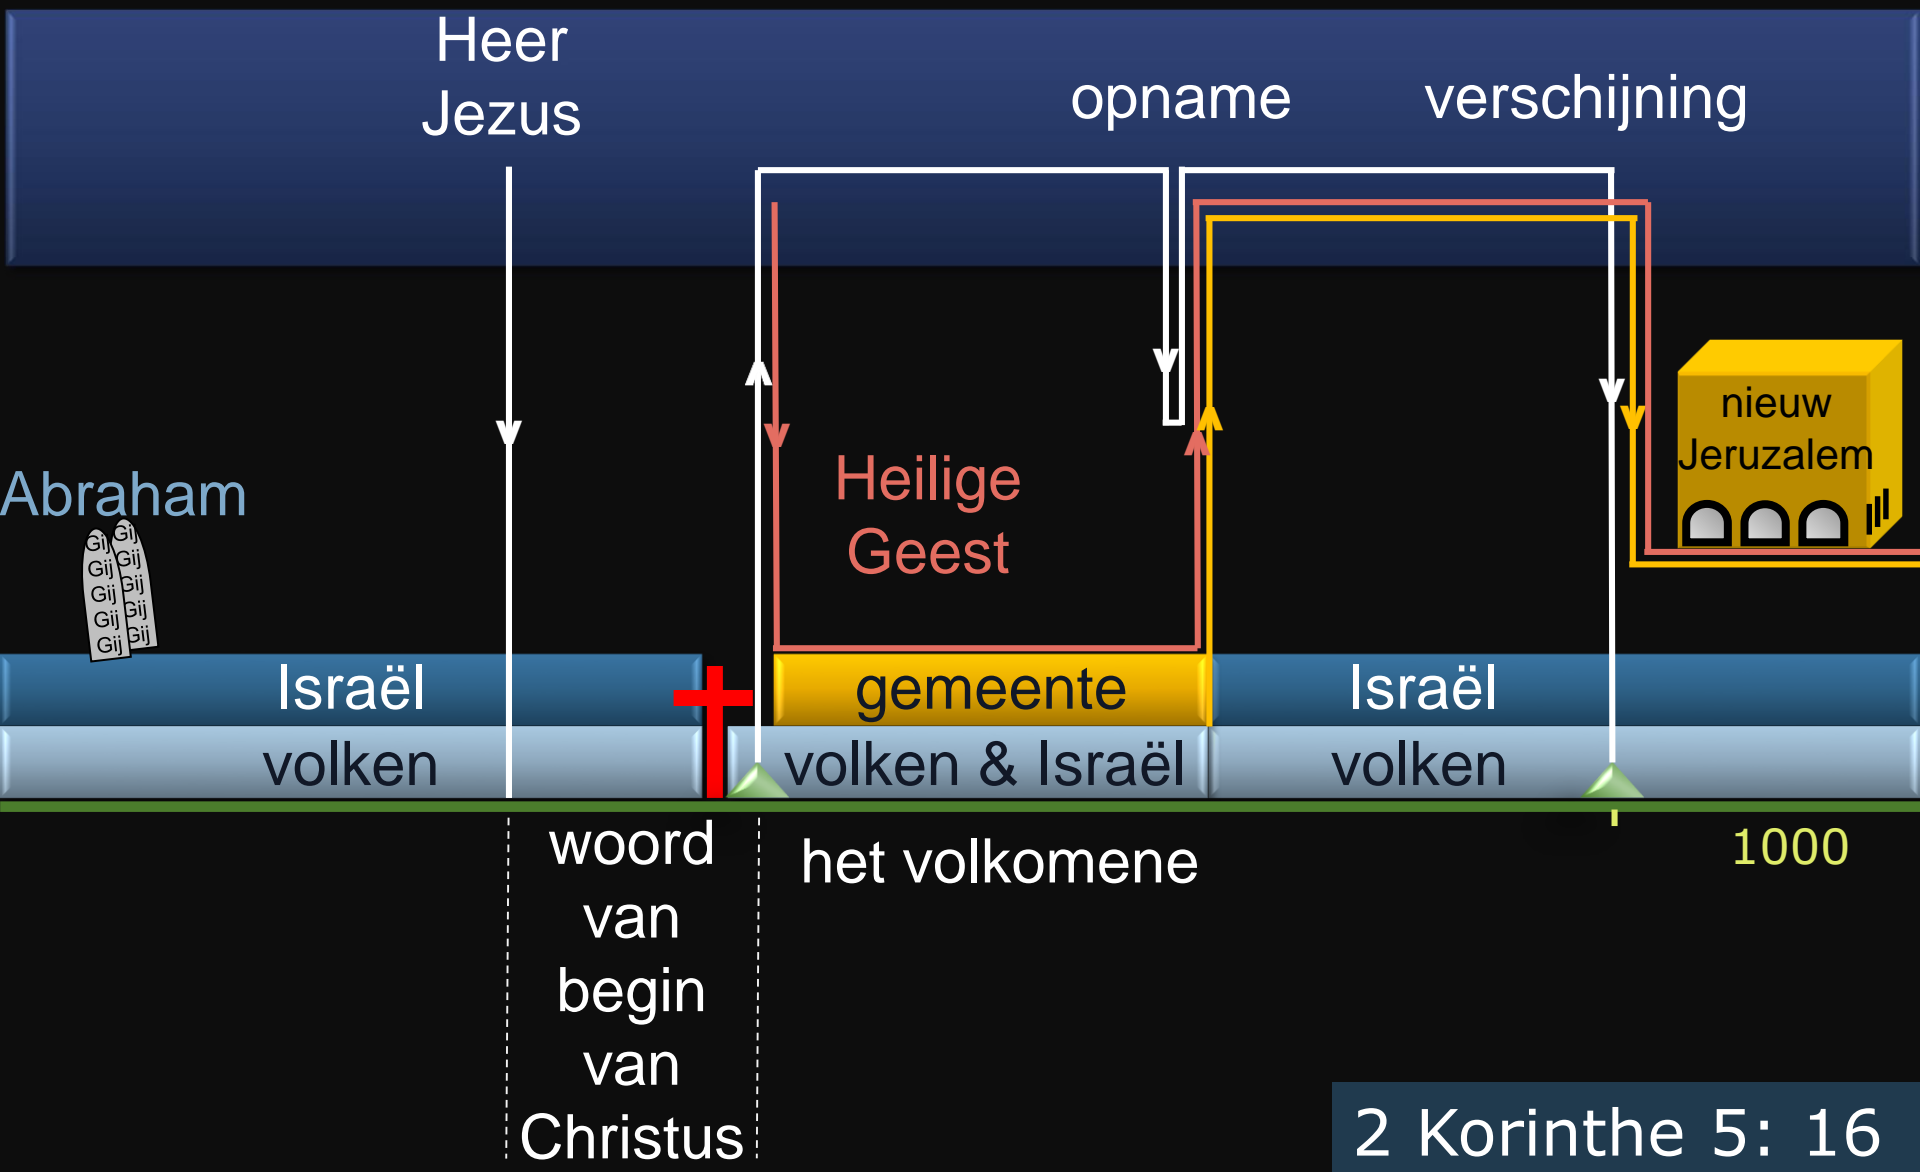 Heer
Jezus
opname
verschijning
nieuw
Jeruzalem
Abraham
Heilige
Geest
Gij
Gij
Gij
Gij
Gij
Gij
Gij
Gij
Gij
Gij
Israël
gemeente
Israël
volken
volken & Israël
volken
woord
van
begin
van
Christus
het volkomene
1000
2 Korinthe 5: 16